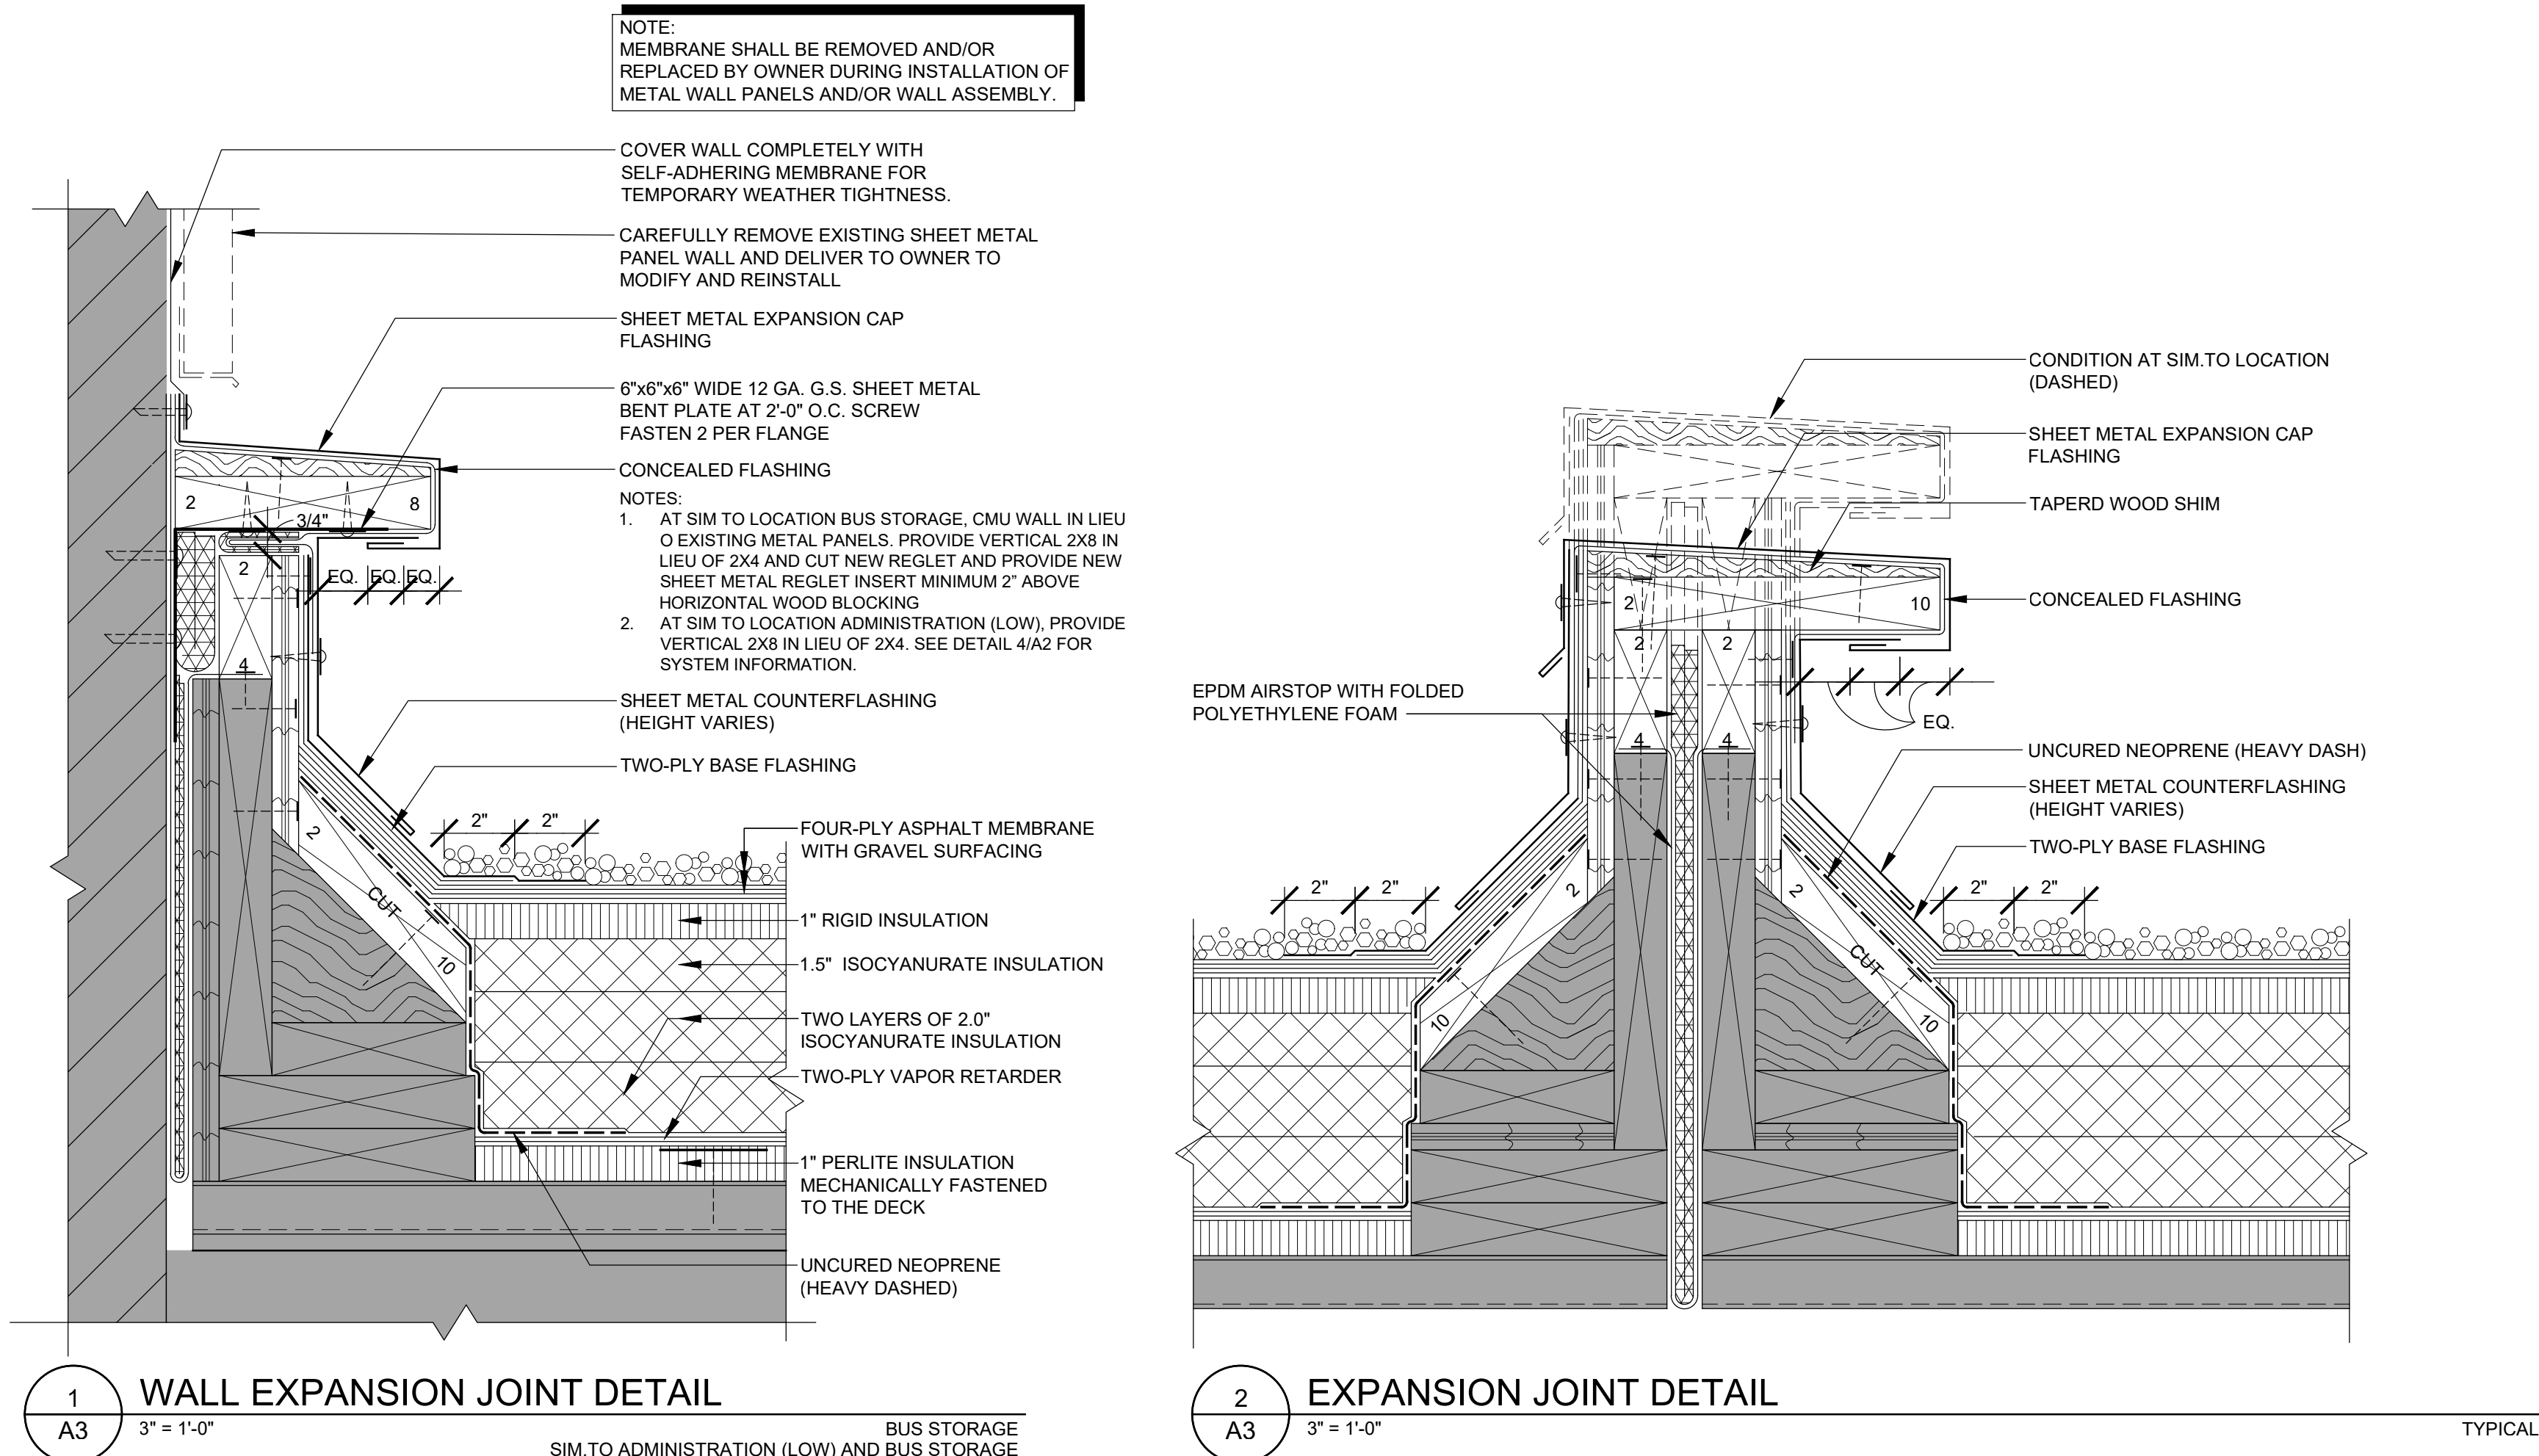 NOTE:
MEMBRANE SHALL BE REMOVED AND/OR
REPLACED BY OWNER DURING INSTALLATION OF
METAL WALL PANELS AND/OR WALL ASSEMBLY.
COVER WALL COMPLETELY WITH
SELF-ADHERING MEMBRANE FOR
TEMPORARY WEATHER TIGHTNESS.
CAREFULLY REMOVE EXISTING SHEET METAL
PANEL WALL AND DELIVER TO OWNER TO
MODIFY AND REINSTALL
SHEET METAL EXPANSION CAP
FLASHING
6"x6"x6" WIDE 12 GA. G.S. SHEET METAL
BENT PLATE AT 2'-0" O.C. SCREW
FASTEN 2 PER FLANGE
CONCEALED FLASHING
NOTES:
1. AT SIM TO LOCATION BUS STORAGE, CMU WALL IN LIEU
O EXISTING METAL PANELS. PROVIDE VERTICAL 2X8 IN
LIEU OF 2X4 AND CUT NEW REGLET AND PROVIDE NEW
SHEET METAL REGLET INSERT MINIMUM 2” ABOVE
HORIZONTAL WOOD BLOCKING
2. AT SIM TO LOCATION ADMINISTRATION (LOW), PROVIDE
VERTICAL 2X8 IN LIEU OF 2X4. SEE DETAIL 4/A2 FOR
SYSTEM INFORMATION.
SHEET METAL COUNTERFLASHING
(HEIGHT VARIES)
TWO-PLY BASE FLASHING
FOUR-PLY ASPHALT MEMBRANE
WITH GRAVEL SURFACING
1" RIGID INSULATION
1.5" ISOCYANURATE INSULATION
TWO LAYERS OF 2.0"
ISOCYANURATE INSULATION
TWO-PLY VAPOR RETARDER
1" PERLITE INSULATION
MECHANICALLY FASTENED
TO THE DECK
UNCURED NEOPRENE
(HEAVY DASHED)
2
8
3/4"
2
EQ. EQ. EQ.
4
2" 2"
2
CUT
10
1
A3
WALL EXPANSION JOINT DETAIL
3" = 1'-0"
BUS STORAGE
SIM.TO ADMINISTRATION (LOW) AND BUS STORAGE
CONDITION AT SIM.TO LOCATION
(DASHED)
SHEET METAL EXPANSION CAP
FLASHING
TAPERD WOOD SHIM
CONCEALED FLASHING
EPDM AIRSTOP WITH FOLDED
POLYETHYLENE FOAM
EQ.
UNCURED NEOPRENE (HEAVY DASH)
SHEET METAL COUNTERFLASHING
(HEIGHT VARIES)
TWO-PLY BASE FLASHING
2
10
2 2
4 4
2" 2"
2" 2"
2
10
2
CUT
10
2
A3
EXPANSION JOINT DETAIL
3" = 1'-0"
TYPICAL